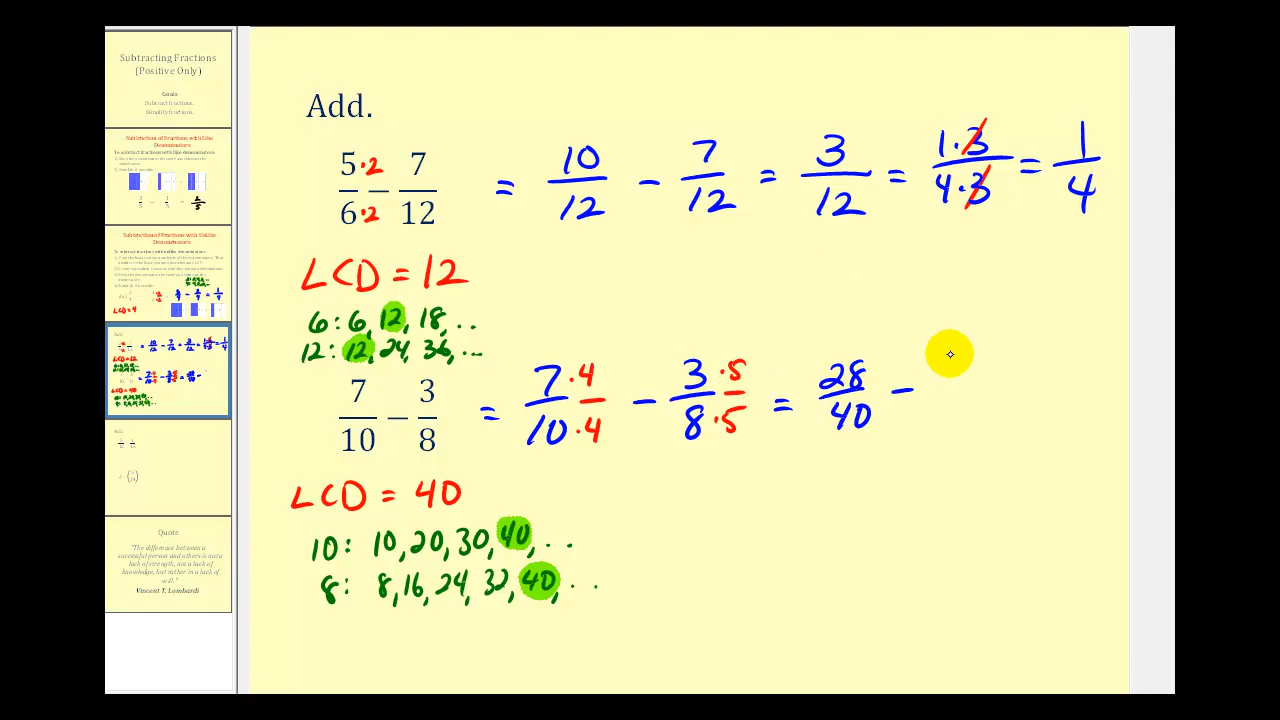 Subtracting Fractions
(Positive Only)
Goals
Subtract fractions.
Simplify fractions.
Subtraction of Fractions with Like
Denominators
Subtraction of Fractions with Unlike
Denominators
LCD = 4
Quote
"The difference between a
successful person and others is not a
lack of strength, not a lack of
knowledge, but rather in a lack of
will."
Vincent T. Lombardi
Add.
5·2/6·2 − 7/12 = 10/12 − 7/12 = 3/12 = 1·3/4·3 = 1/4
LCD = 12
6: 6, 12, 18, ..
12: 12, 24, 36, ...
7/10 − 3/8 = 7·4/10·4 − 3·5/8·5 = 28/40 −
LCD = 40
10: 10, 20, 30, 40, ..
8: 8, 16, 24, 32, 40, ..